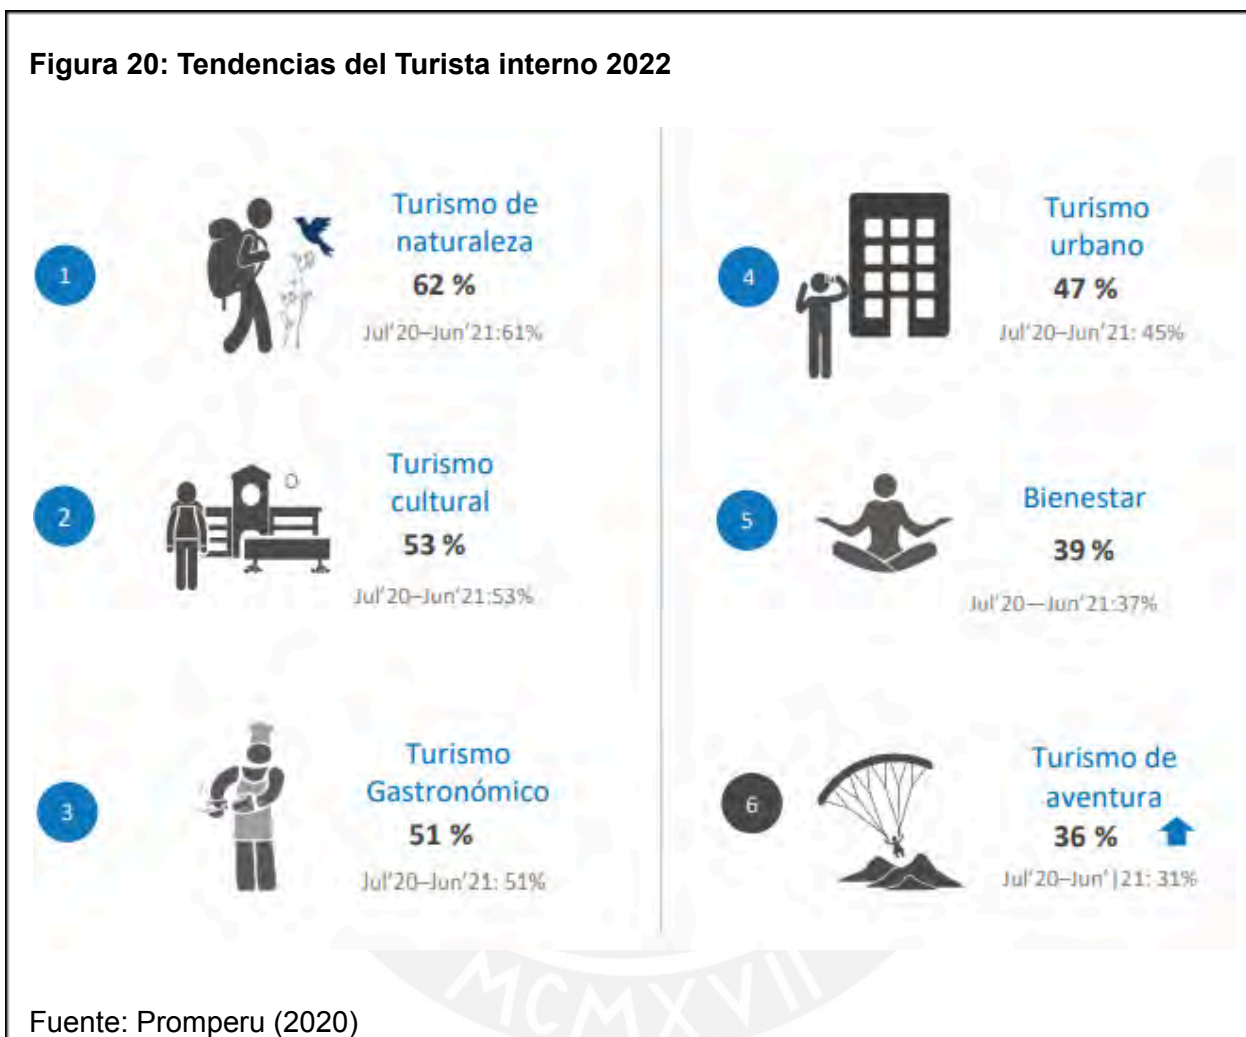 Figura 20: Tendencias del Turista interno 2022
1
Turismo de
naturaleza
62 %
Jul'20–Jun'21:61%
2
Turismo
cultural
53 %
Jul'20–Jun'21:53%
3
Turismo
Gastronómico
51 %
Jul'20–Jun'21: 51%
4
Turismo
urbano
47 %
Jul'20–Jun'21: 45%
5
Bienestar
39 %
Jul'20—Jun'21:37%
6
Turismo de
aventura
36 %
Jul'20–Jun'|21: 31%
MCMXVII
Fuente: Promperu (2020)